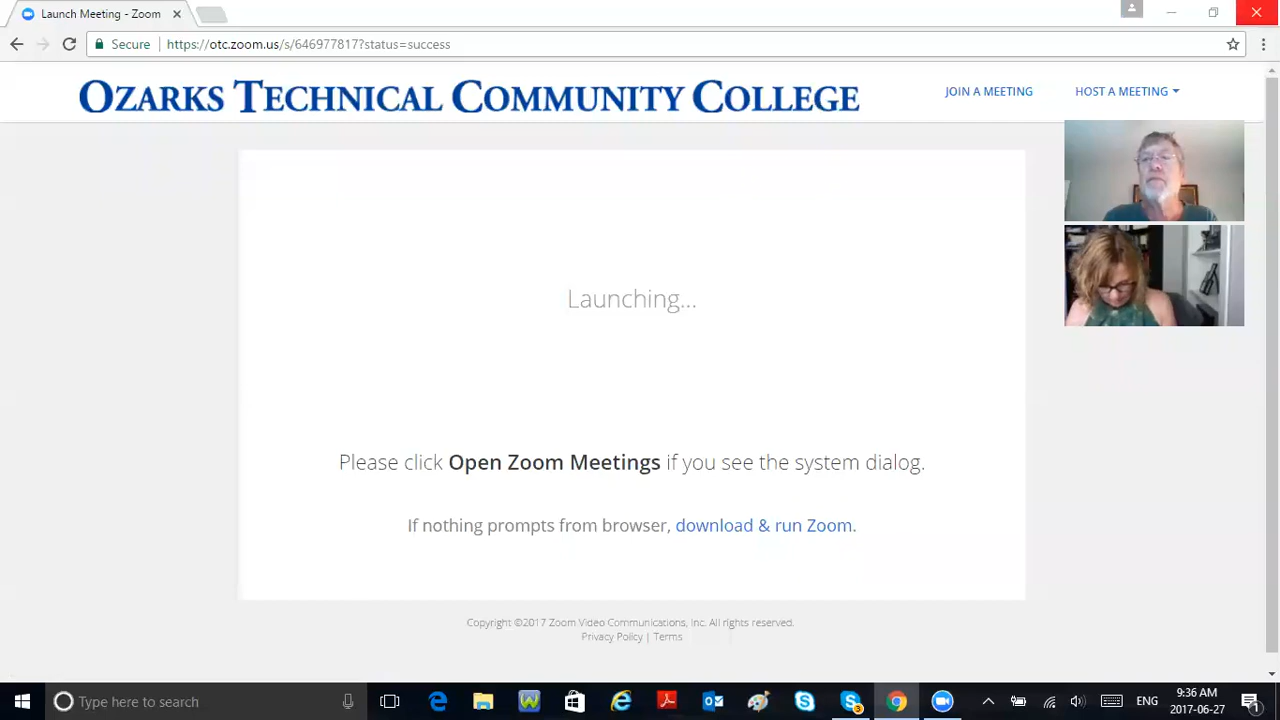 Launch Meeting - Zoom
Secure
https://otc.zoom.us/s/646977817?status=success
OZARKS TECHNICAL COMMUNITY COLLEGE
JOIN A MEETING
HOST A MEETING
Launching...
Please click Open Zoom Meetings if you see the system dialog.
If nothing prompts from browser, download & run Zoom.
Copyright ©2017 Zoom Video Communications, Inc. All rights reserved.
Privacy Policy | Terms
Type here to search
3
ENG
9:36 AM
2017-06-27
1